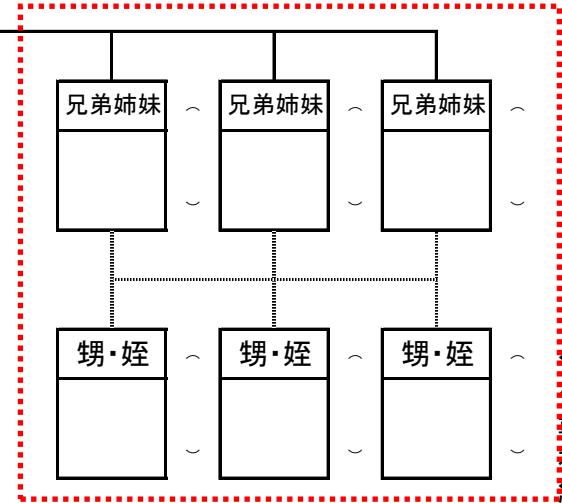 兄弟姉妹 ︵ ︶ 兄弟姉妹 ︵ ︶ 兄弟姉妹 ︵ ︶
甥・姪 ︵ ︶ 甥・姪 ︵ ︶ 甥・姪 ︵ ︶